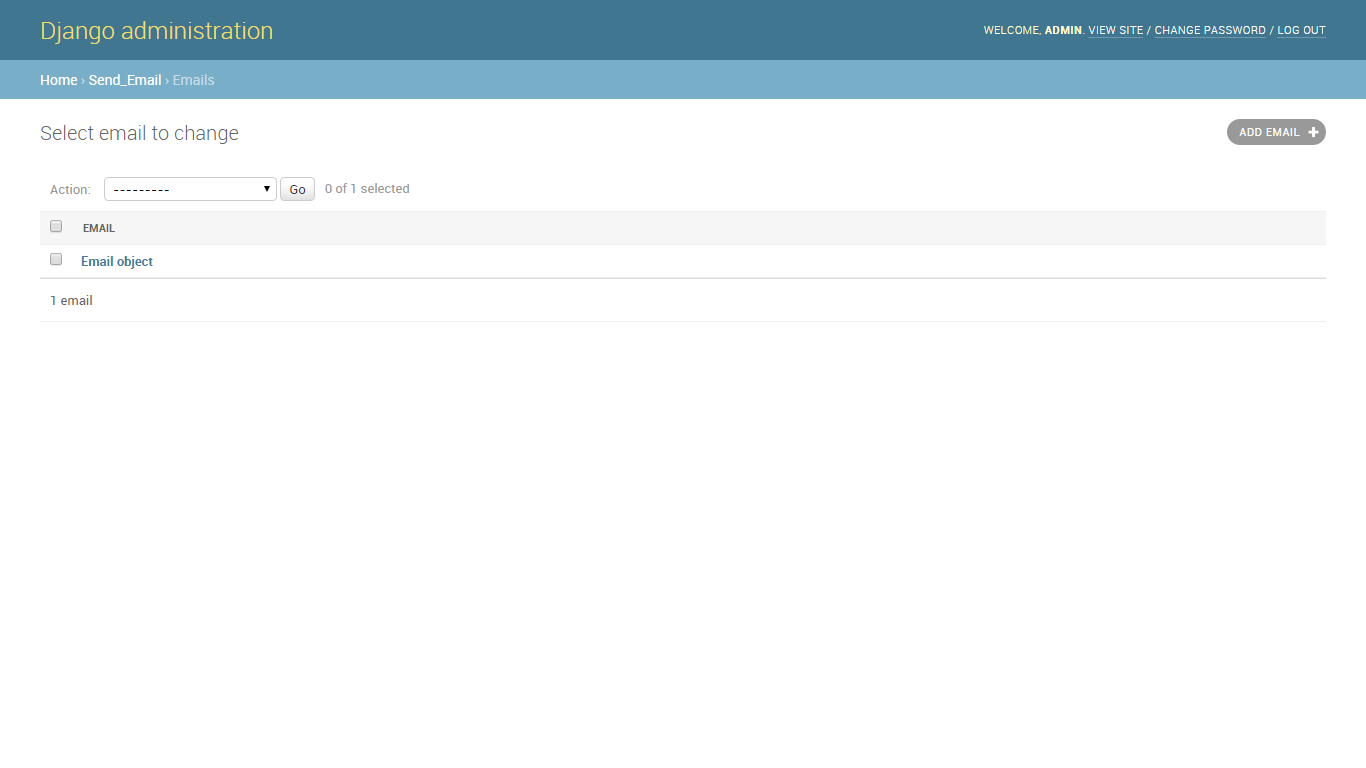 Django administration
WELCOME, ADMIN. VIEW SITE / CHANGE PASSWORD / LOG OUT
Home › Send_Email › Emails
Select email to change
ADD EMAIL +
Action: --------- Go 0 of 1 selected
EMAIL
Email object
1 email